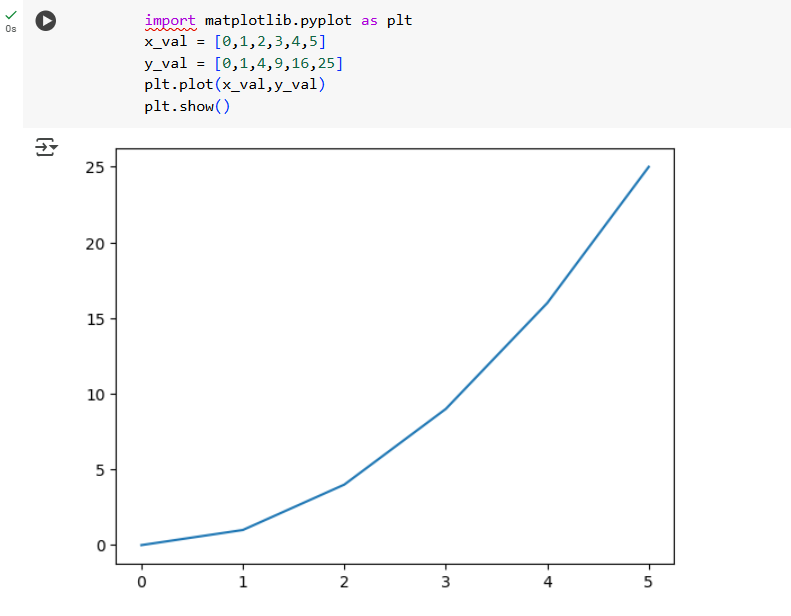 import matplotlib.pyplot as plt
0s
x_val = [0,1,2,3,4,5]
y_val = [0,1,4,9,16,25]
plt.plot(x_val,y_val)
plt.show()
25
20
15
10
5
0
0 1 2 3 4 5